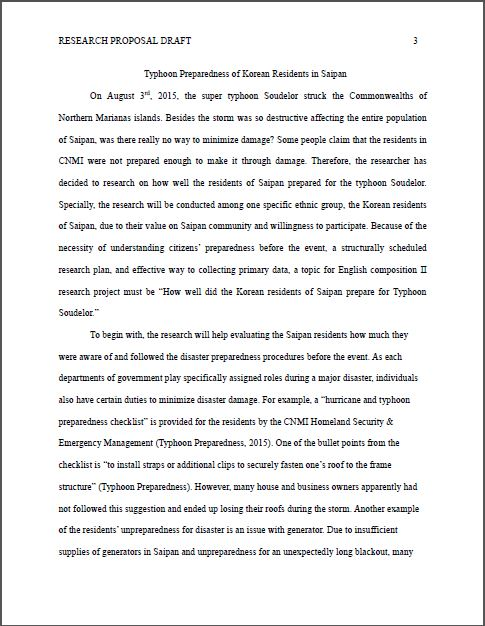 RESEARCH PROPOSAL DRAFT 3
Typhoon Preparedness of Korean Residents in Saipan
On August 3rd, 2015, the super typhoon Soudelor struck the Commonwealths of
Northern Marianas islands. Besides the storm was so destructive affecting the entire population
of Saipan, was there really no way to minimize damage? Some people claim that the residents in
CNMI were not prepared enough to make it through damage. Therefore, the researcher has
decided to research on how well the residents of Saipan prepared for the typhoon Soudelor.
Specially, the research will be conducted among one specific ethnic group, the Korean residents
of Saipan, due to their value on Saipan community and willingness to participate. Because of the
necessity of understanding citizens’ preparedness before the event, a structurally scheduled
research plan, and effective way to collecting primary data, a topic for English composition II
research project must be “How well did the Korean residents of Saipan prepare for Typhoon
Soudelor.”
To begin with, the research will help evaluating the Saipan residents how much they
were aware of and followed the disaster preparedness procedures before the event. As each
departments of government play specifically assigned roles during a major disaster, individuals
also have certain duties to minimize disaster damage. For example, a “hurricane and typhoon
preparedness checklist” is provided for the residents by the CNMI Homeland Security &
Emergency Management (Typhoon Preparedness, 2015). One of the bullet points from the
checklist is “to install straps or additional clips to securely fasten one’s roof to the frame
structure” (Typhoon Preparedness). However, many house and business owners apparently had
not followed this suggestion and ended up losing their roofs during the storm. Another example
of the residents’ unpreparedness for disaster is an issue with generator. Due to insufficient
supplies of generators in Saipan and unpreparedness for an unexpectedly long blackout, many